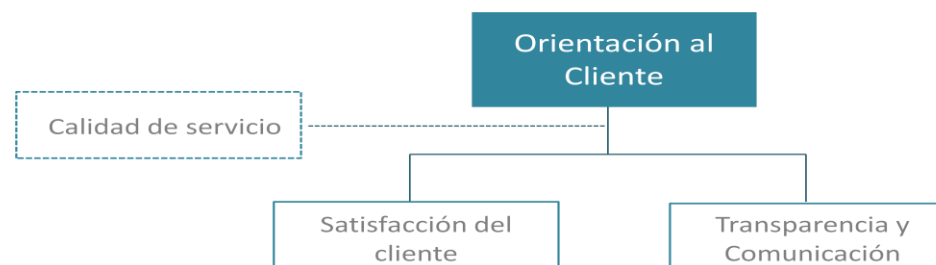 Orientación al
Cliente
Calidad de servicio
Satisfacción del
cliente
Transparencia y
Comunicación